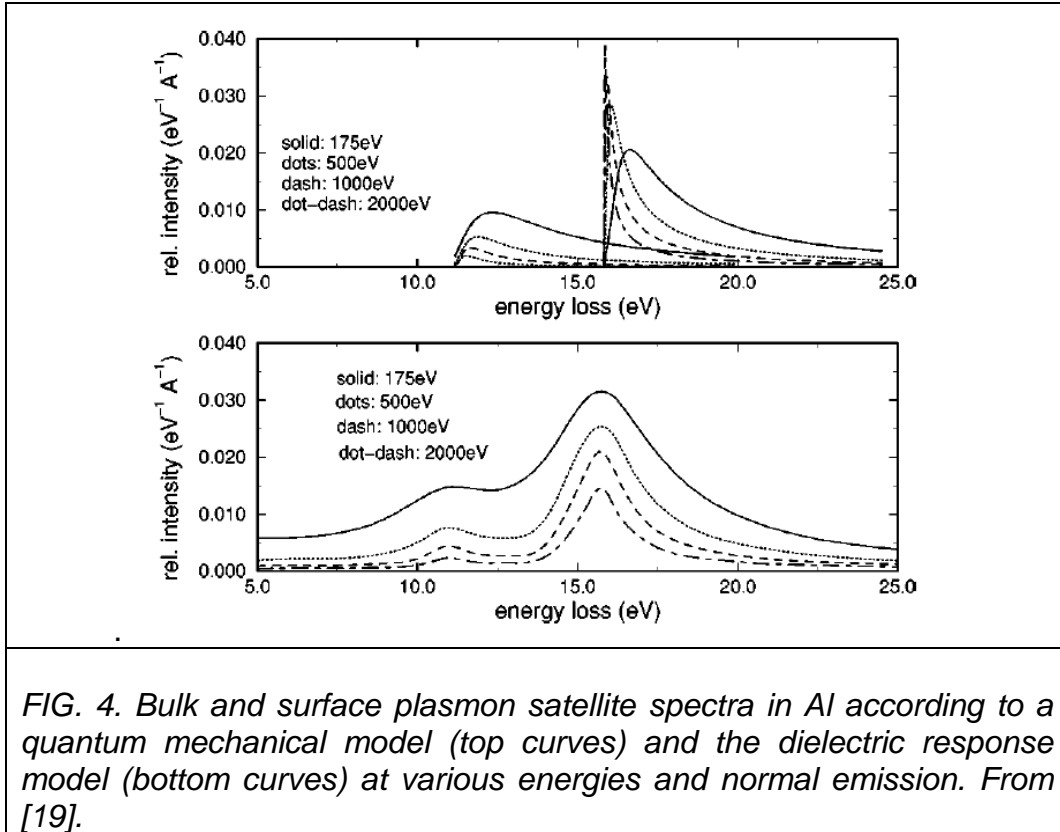 0.040
0.030
0.020
0.010
0.000
rel. intensity (eV⁻¹ A⁻¹)
solid: 175eV
dots: 500eV
dash: 1000eV
dot-dash: 2000eV
5.0 10.0 15.0 20.0 25.0
energy loss (eV)
0.040
0.030
0.020
0.010
0.000
rel. intensity (eV⁻¹ A⁻¹)
solid: 175eV
dots: 500eV
dash: 1000eV
dot-dash: 2000eV
5.0 10.0 15.0 20.0 25.0
energy loss (eV)
.
FIG. 4. Bulk and surface plasmon satellite spectra in Al according to a
quantum mechanical model (top curves) and the dielectric response
model (bottom curves) at various energies and normal emission. From
[19].